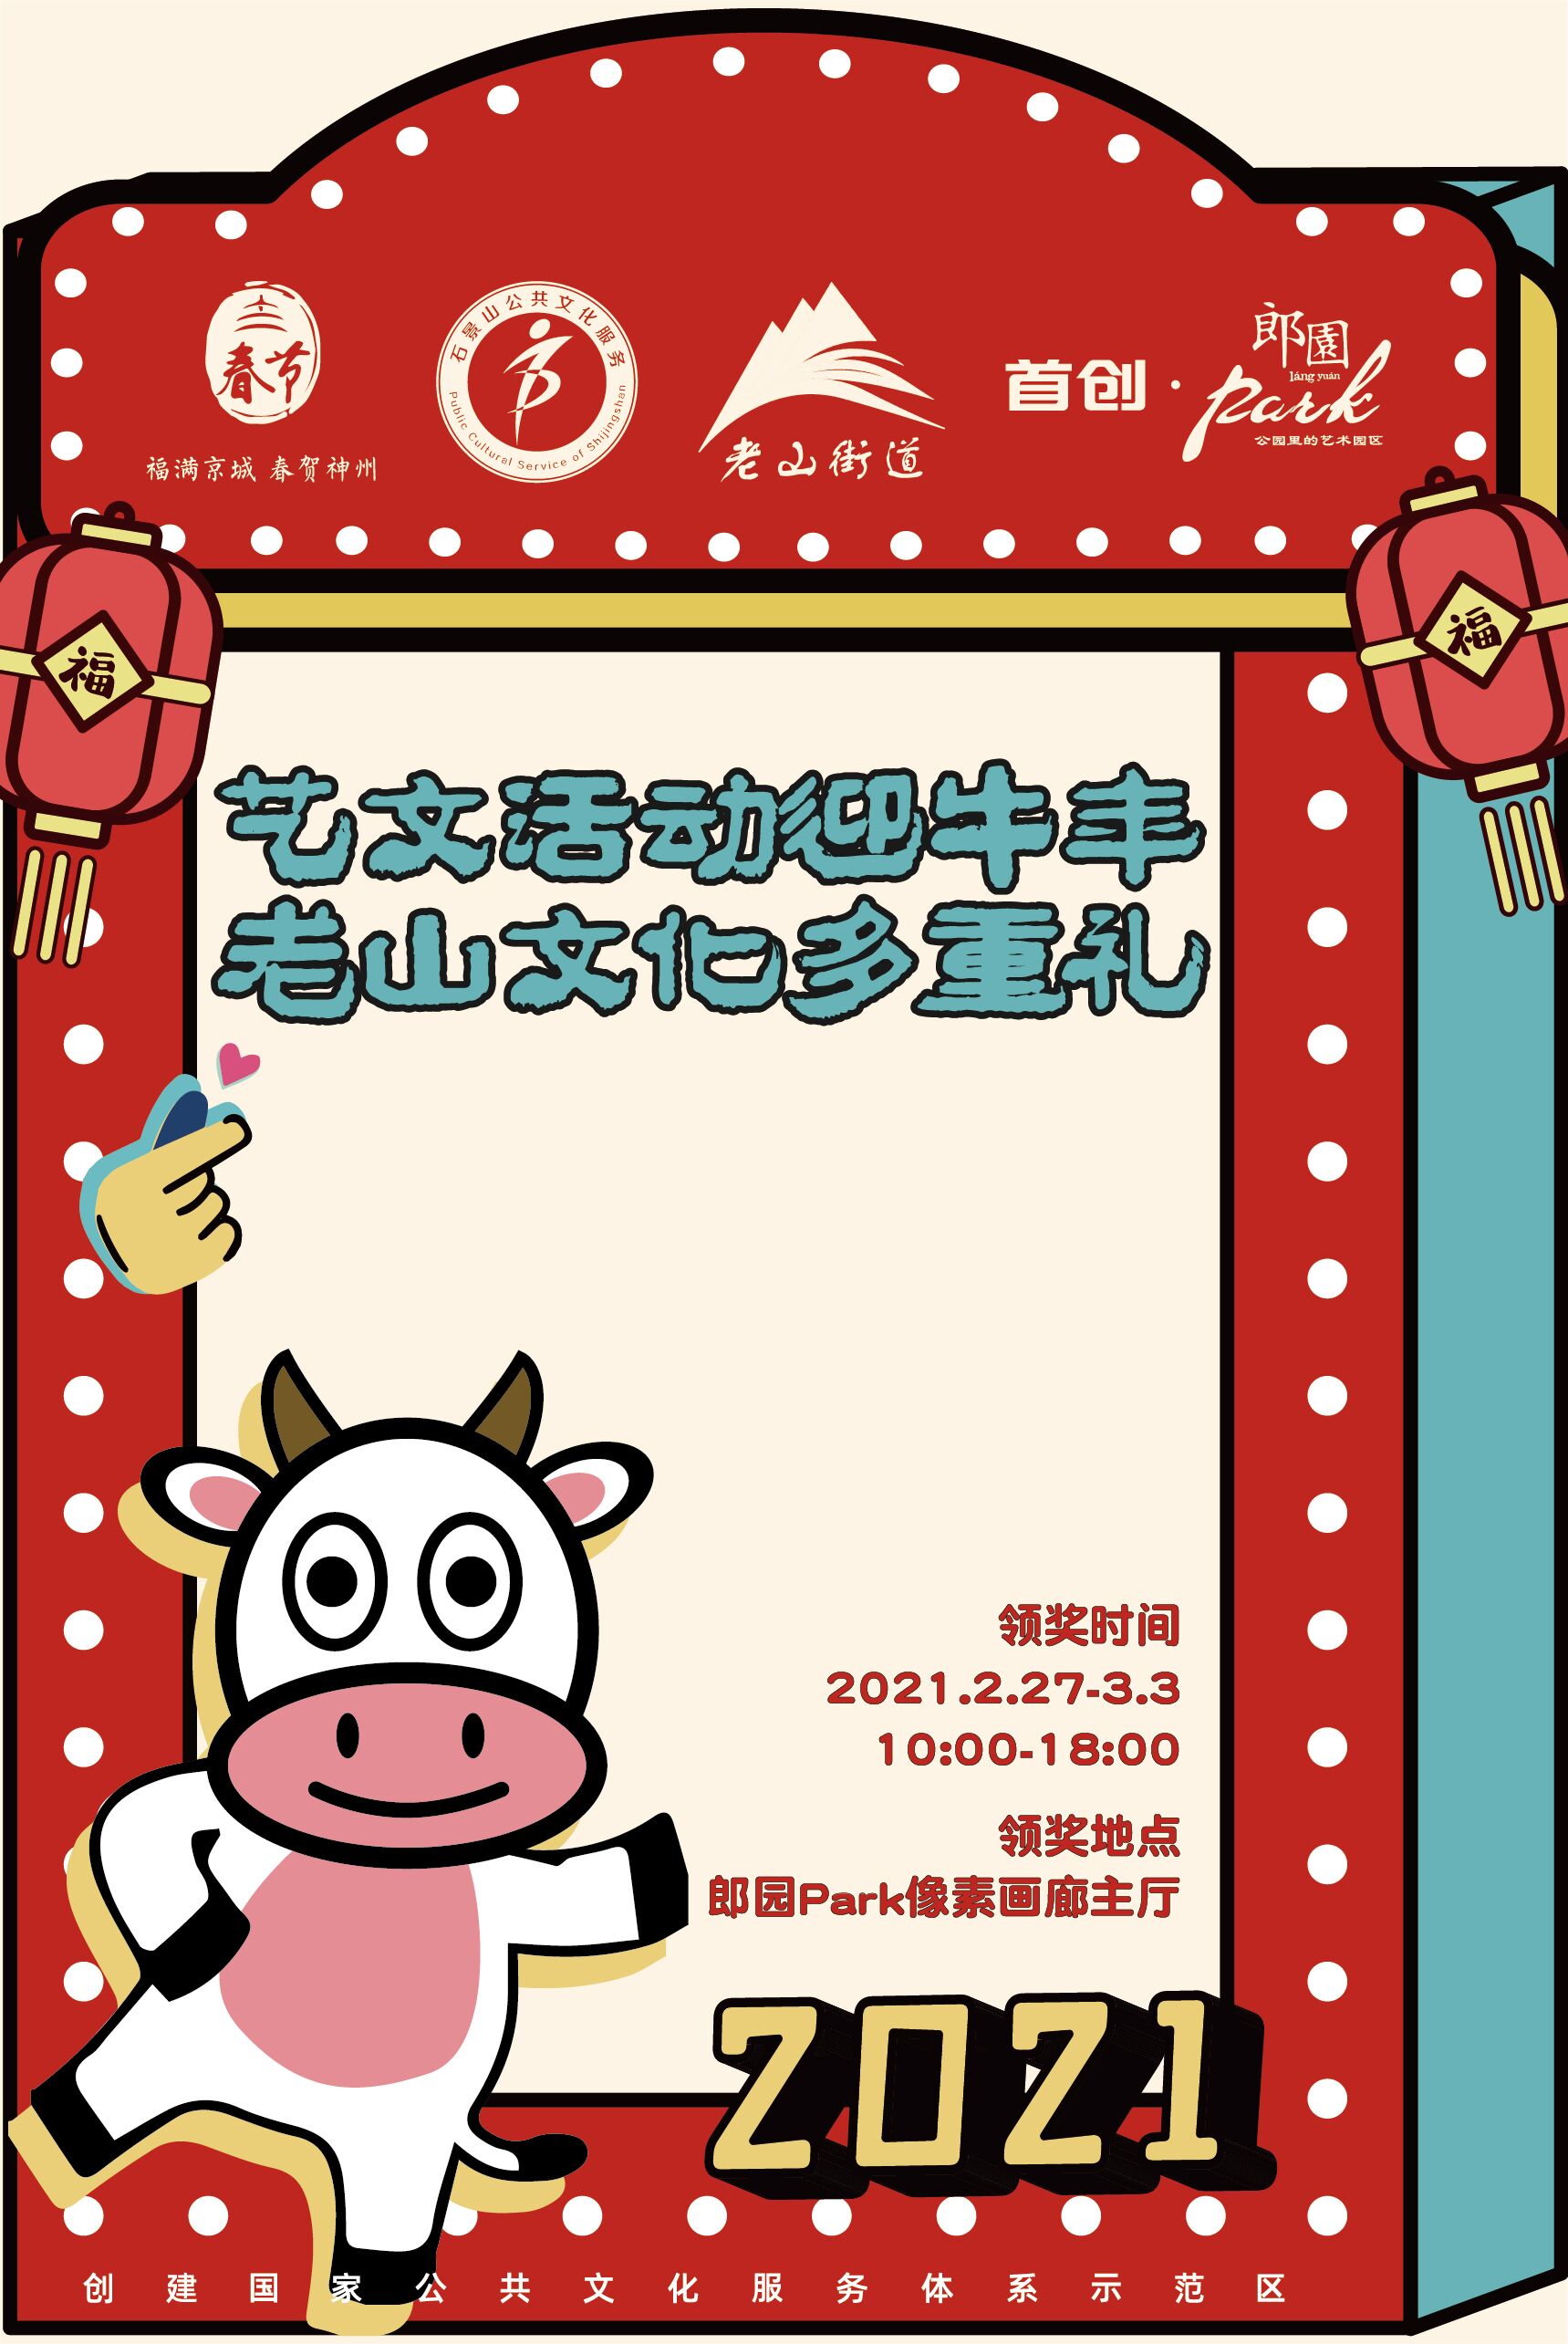 春节
福满京城 春贺神州
石景山公共文化服务
Public Cultural Service of Shijingshan
老山街道
首创·郎園park
láng yuán
公园里的艺术园区
福
福
艺文活动迎牛年
老山文化多重礼
领奖时间
2021.2.27-3.3
10:00-18:00
领奖地点
郎园Park像素画廊主厅
2021
创建国家公共文化服务体系示范区